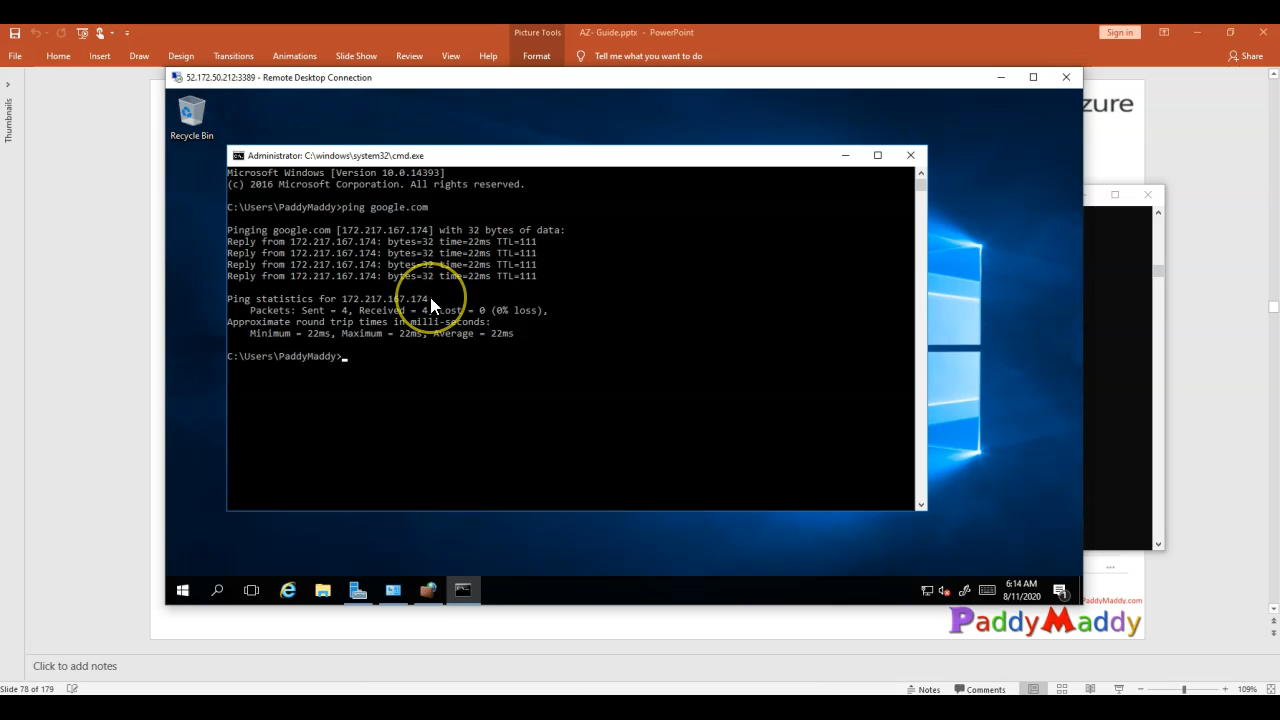 Picture Tools
AZ- Guide.pptx - PowerPoint
Sign in
File
Home
Insert
Draw
Design
Transitions
Animations
Slide Show
Review
View
Help
Format
Tell me what you want to do
Share
Thumbnails
52.172.50.212:3389 - Remote Desktop Connection
zure
Recycle Bin
Administrator: C:\windows\system32\cmd.exe
Microsoft Windows [Version 10.0.14393]
(c) 2016 Microsoft Corporation. All rights reserved.
C:\Users\PaddyMaddy>ping google.com
Pinging google.com [172.217.167.174] with 32 bytes of data:
Reply from 172.217.167.174: bytes=32 time=22ms TTL=111
Reply from 172.217.167.174: bytes=32 time=22ms TTL=111
Reply from 172.217.167.174: bytes=32 time=22ms TTL=111
Reply from 172.217.167.174: bytes=32 time=22ms TTL=111
Ping statistics for 172.217.167.174
Packets: Sent = 4, Received = 4, Lost = 0 (0% loss),
Approximate round trip times in milli-seconds:
Minimum = 22ms, Maximum = 22ms, Average = 22ms
C:\Users\PaddyMaddy>
6:14 AM
8/11/2020
1
PaddyMaddy.com
PaddyMaddy
Click to add notes
Slide 78 of 179
Notes
Comments
109%